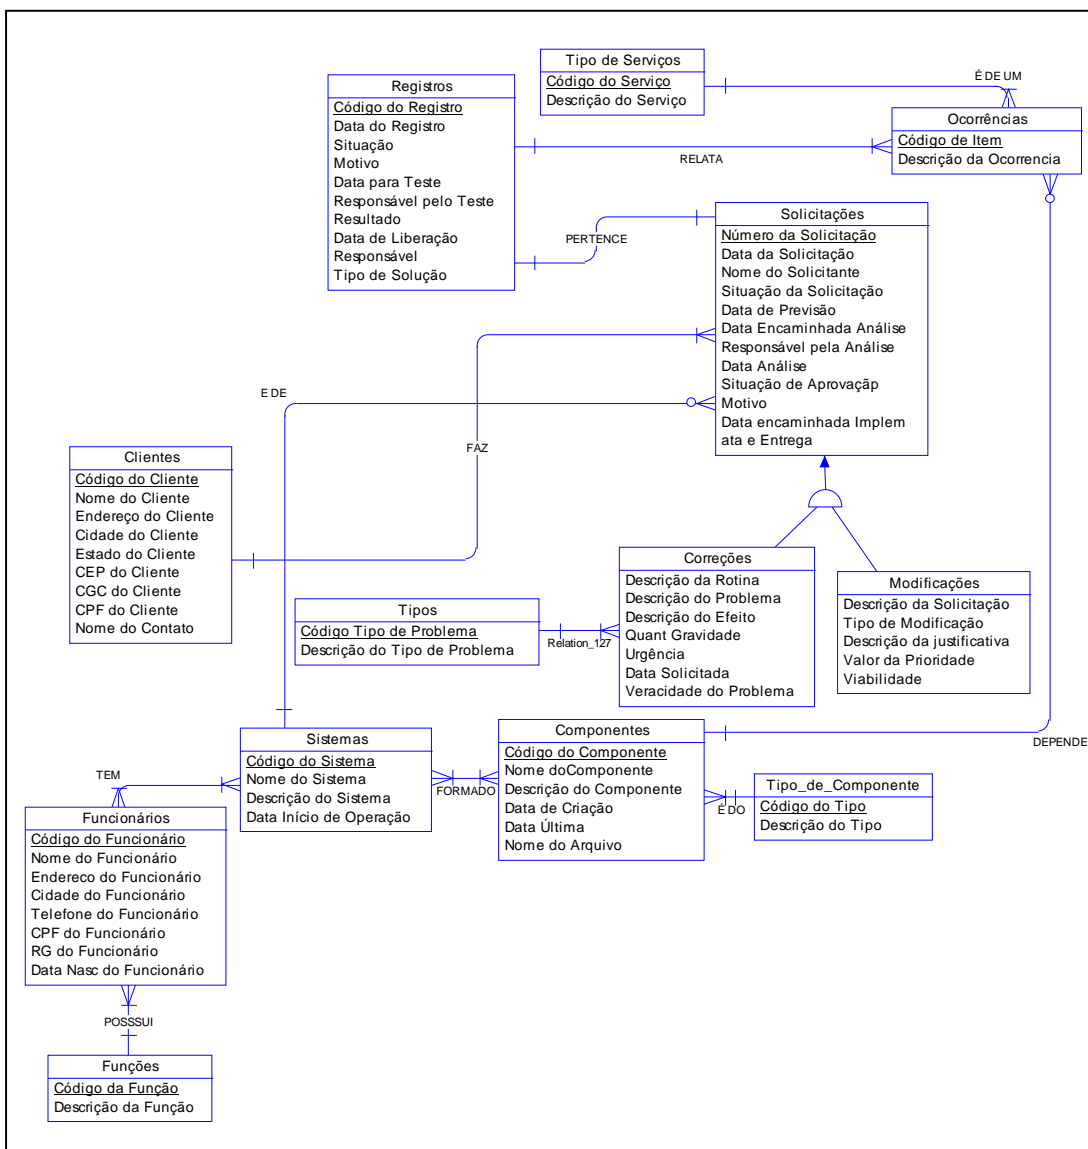 Tipo de Serviços
Código do Serviço
Descrição do Serviço
É DE UM
Registros
Código do Registro
Data do Registro
Situação
Motivo
Data para Teste
Responsável pelo Teste
Resultado
Data de Liberação
Responsável
Tipo de Solução
Ocorrências
Código de Item
Descrição da Ocorrencia
RELATA
PERTENCE
Solicitações
Número da Solicitação
Data da Solicitação
Nome do Solicitante
Situação da Solicitação
Data de Previsão
Data Encaminhada Análise
Responsável pela Análise
Data Análise
Situação de Aprovaçãp
Motivo
Data encaminhada Implem
ata e Entrega
E DE
FAZ
Clientes
Código do Cliente
Nome do Cliente
Endereço do Cliente
Cidade do Cliente
Estado do Cliente
CEP do Cliente
CGC do Cliente
CPF do Cliente
Nome do Contato
Correções
Descrição da Rotina
Descrição do Problema
Descrição do Efeito
Quant Gravidade
Urgência
Data Solicitada
Veracidade do Problema
Modificações
Descrição da Solicitação
Tipo de Modificação
Descrição da justificativa
Valor da Prioridade
Viabilidade
Tipos
Código Tipo de Problema
Descrição do Tipo de Problema
Relation_127
Sistemas
Código do Sistema
Nome do Sistema
Descrição do Sistema
Data Início de Operação
FORMADO
Componentes
Código do Componente
Nome doComponente
Descrição do Componente
Data de Criação
Data Última
Nome do Arquivo
DEPENDE
É DO
Tipo_de_Componente
Código do Tipo
Descrição do Tipo
TEM
Funcionários
Código do Funcionário
Nome do Funcionário
Endereco do Funcionário
Cidade do Funcionário
Telefone do Funcionário
CPF do Funcionário
RG do Funcionário
Data Nasc do Funcionário
POSSSUI
Funções
Código da Função
Descrição da Função